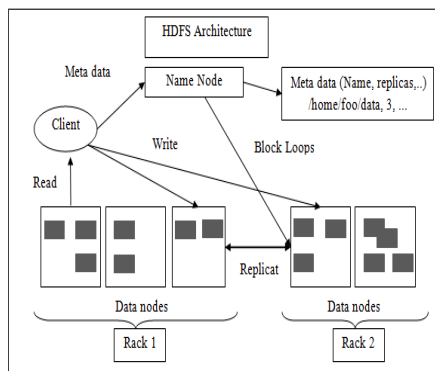 HDFS Architecture
Meta data
Name Node
Meta data (Name, replicas,..)
/home/foo/data, 3, ...
Client
Write
Block Loops
Read
Replicat
Data nodes
Data nodes
Rack 1
Rack 2